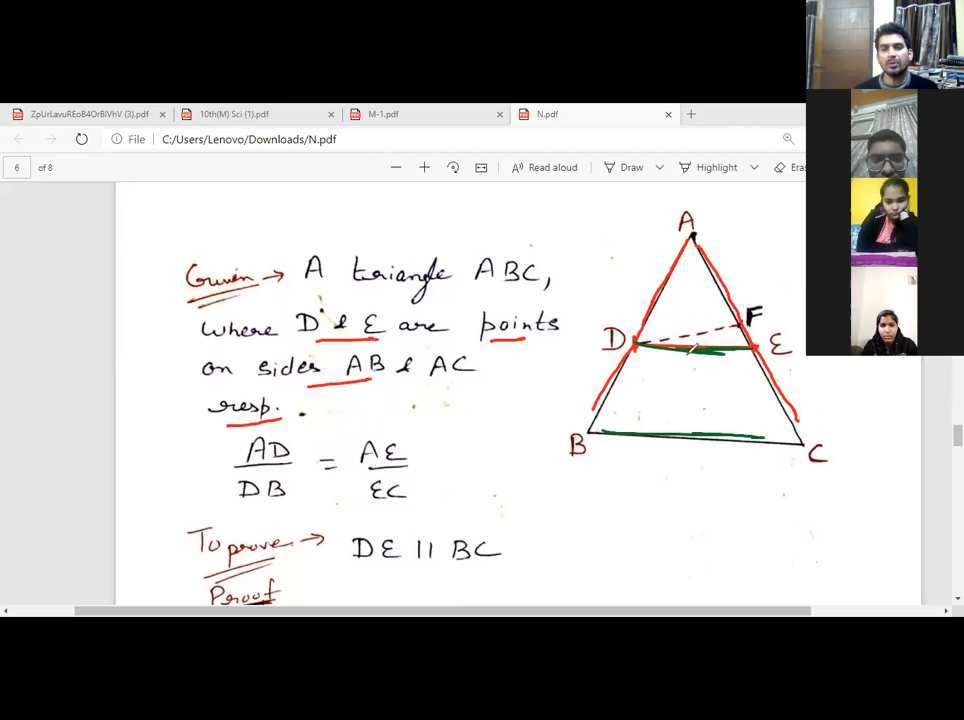 ZpUrLavuREoB4OrBIVhV (3).pdf
10th(M) Sci (1).pdf
M-1.pdf
N.pdf
File
C:/Users/Lenovo/Downloads/N.pdf
6
of 8
Read aloud
Draw
Highlight
Eras
Given → A triangle ABC,
where D & E are points
on sides AB & AC
resp.
AD/DB = AE/EC
To prove → DE || BC
Proof
A
F
D
E
B
C